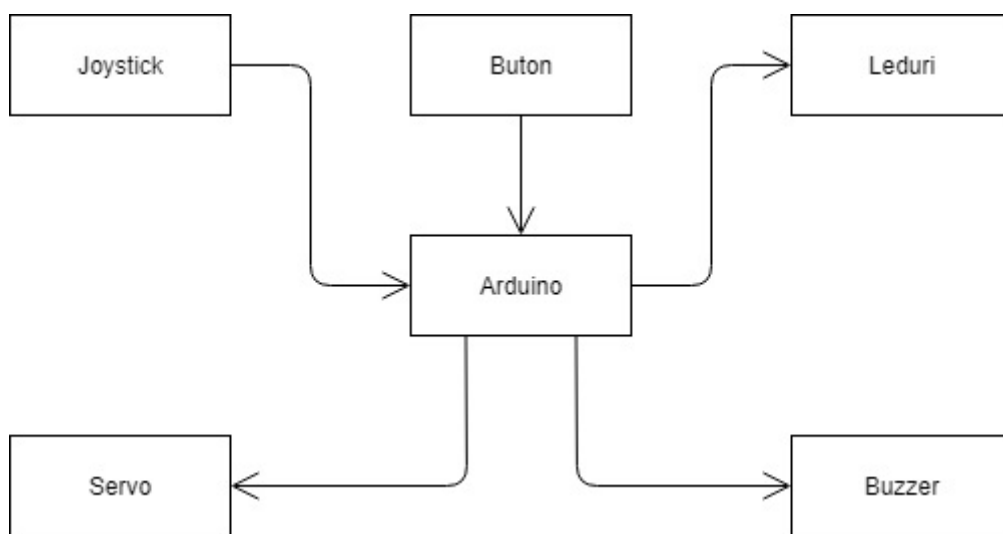 Joystick
Buton
Leduri
Arduino
Servo
Buzzer